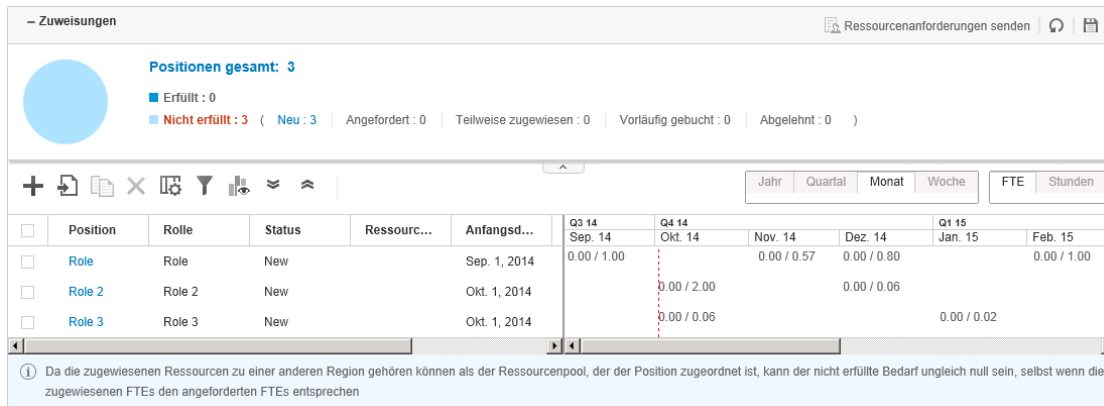 – Zuweisungen
Ressourcenanforderungen senden
Positionen gesamt: 3
Erfüllt : 0
Nicht erfüllt : 3 ( Neu : 3 Angefordert : 0 Teilweise zugewiesen : 0 Vorläufig gebucht : 0 Abgelehnt : 0 )
Jahr Quartal Monat Woche FTE Stunden
Q3 14 Q4 14 Q1 15
Position Rolle Status Ressourc... Anfangsd... Sep. 14 Okt. 14 Nov. 14 Dez. 14 Jan. 15 Feb. 15
Role Role New Sep. 1, 2014 0.00 / 1.00 0.00 / 0.57 0.00 / 0.80 0.00 / 1.00
Role 2 Role 2 New Okt. 1, 2014 0.00 / 2.00 0.00 / 0.06
Role 3 Role 3 New Okt. 1, 2014 0.00 / 0.06 0.00 / 0.02
Da die zugewiesenen Ressourcen zu einer anderen Region gehören können als der Ressourcenpool, der der Position zugeordnet ist, kann der nicht erfüllte Bedarf ungleich null sein, selbst wenn die
zugewiesenen FTEs den angeforderten FTEs entsprechen